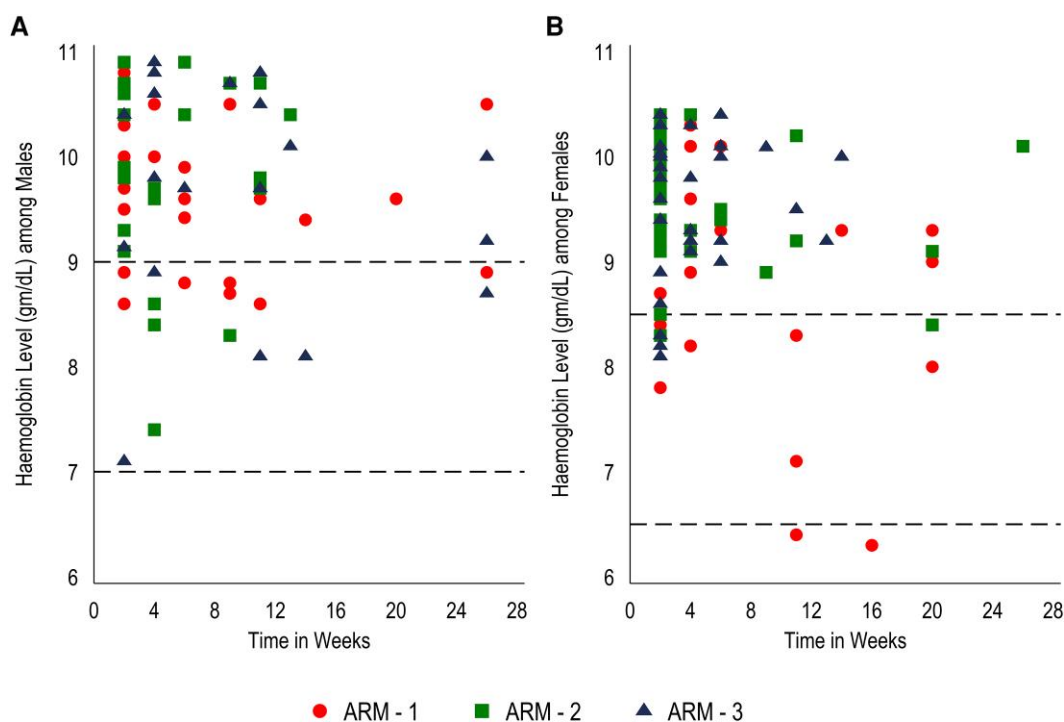 A
Haemoglobin Level (gm/dL) among Males
11
10
9
8
7
6
0 4 8 12 16 20 24 28
Time in Weeks
B
Haemoglobin Level (gm/dL) among Females
11
10
9
8
7
6
0 4 8 12 16 20 24 28
Time in Weeks
ARM - 1 ARM - 2 ARM - 3